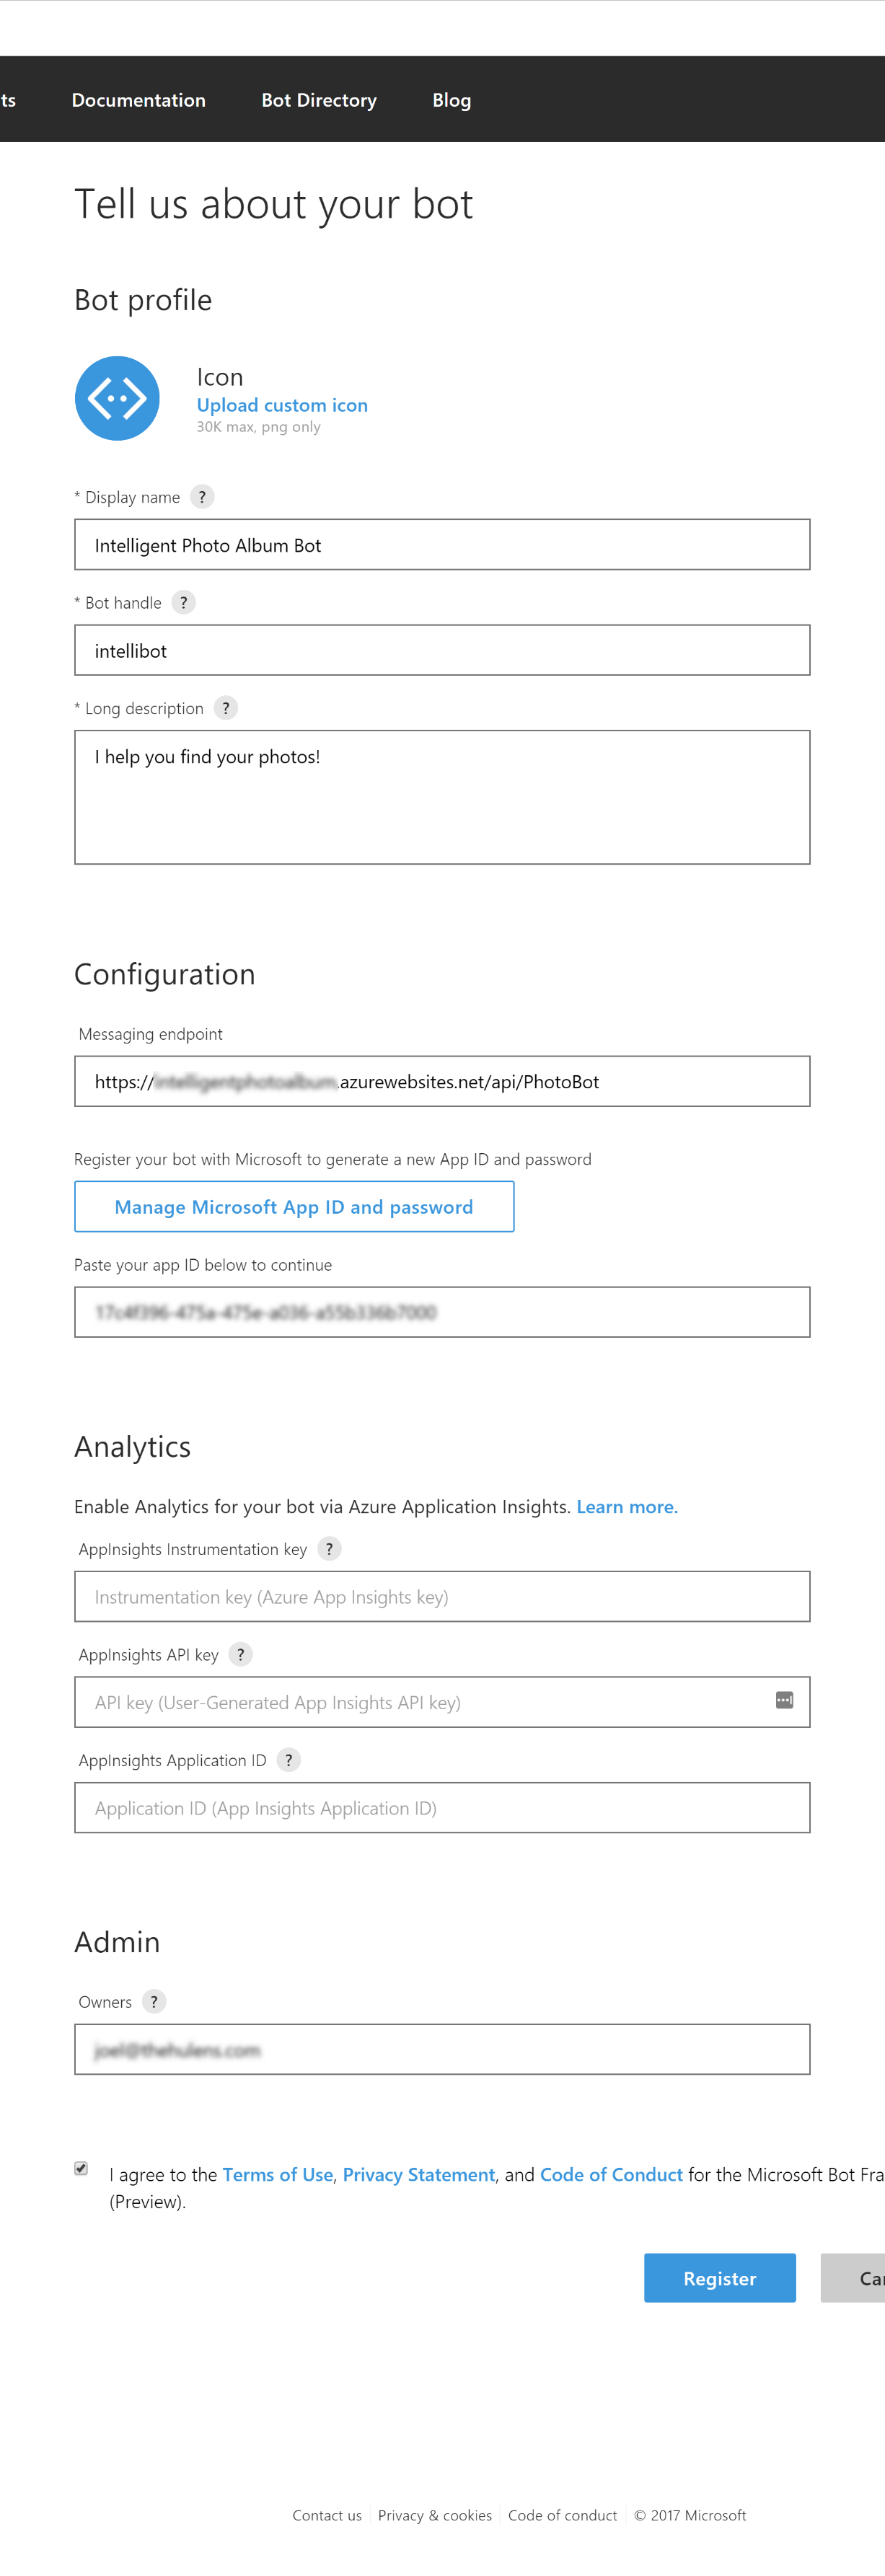 ts Documentation Bot Directory Blog
Tell us about your bot
Bot profile
Icon
Upload custom icon
30K max, png only
* Display name ?
Intelligent Photo Album Bot
* Bot handle ?
intellibot
* Long description ?
I help you find your photos!
Configuration
Messaging endpoint
https:// .azurewebsites.net/api/PhotoBot
Register your bot with Microsoft to generate a new App ID and password
Manage Microsoft App ID and password
Paste your app ID below to continue
Analytics
Enable Analytics for your bot via Azure Application Insights. Learn more.
AppInsights Instrumentation key ?
Instrumentation key (Azure App Insights key)
AppInsights API key ?
API key (User-Generated App Insights API key)
AppInsights Application ID ?
Application ID (App Insights Application ID)
Admin
Owners ?
I agree to the Terms of Use, Privacy Statement, and Code of Conduct for the Microsoft Bot Fra
(Preview).
Register Ca
Contact us Privacy & cookies Code of conduct © 2017 Microsoft